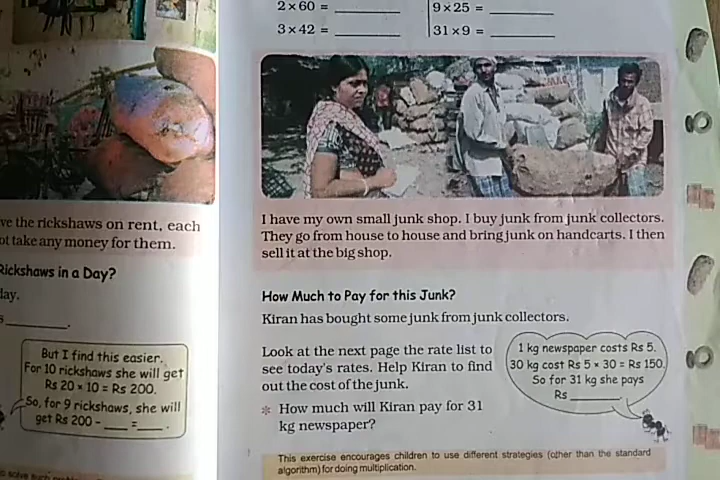 ve the rickshaws on rent, each
ot take any money for them.
Rickshaws in a Day?
day.
But I find this easier.
For 10 rickshaws she will get
Rs 20 × 10 = Rs 200.
So, for 9 rickshaws, she will
get Rs 200 - ____ = ____.
2 × 60 = ________
3 × 42 = ________
9 × 25 = ________
31 × 9 = ________
I have my own small junk shop. I buy junk from junk collectors.
They go from house to house and bring junk on handcarts. I then
sell it at the big shop.
How Much to Pay for this Junk?
Kiran has bought some junk from junk collectors.
Look at the next page the rate list to
see today's rates. Help Kiran to find
out the cost of the junk.
* How much will Kiran pay for 31
kg newspaper?
1 kg newspaper costs Rs 5.
30 kg cost Rs 5 × 30 = Rs 150.
So for 31 kg she pays
Rs ________
This exercise encourages children to use different strategies (other than the standard
algorithm) for doing multiplication.